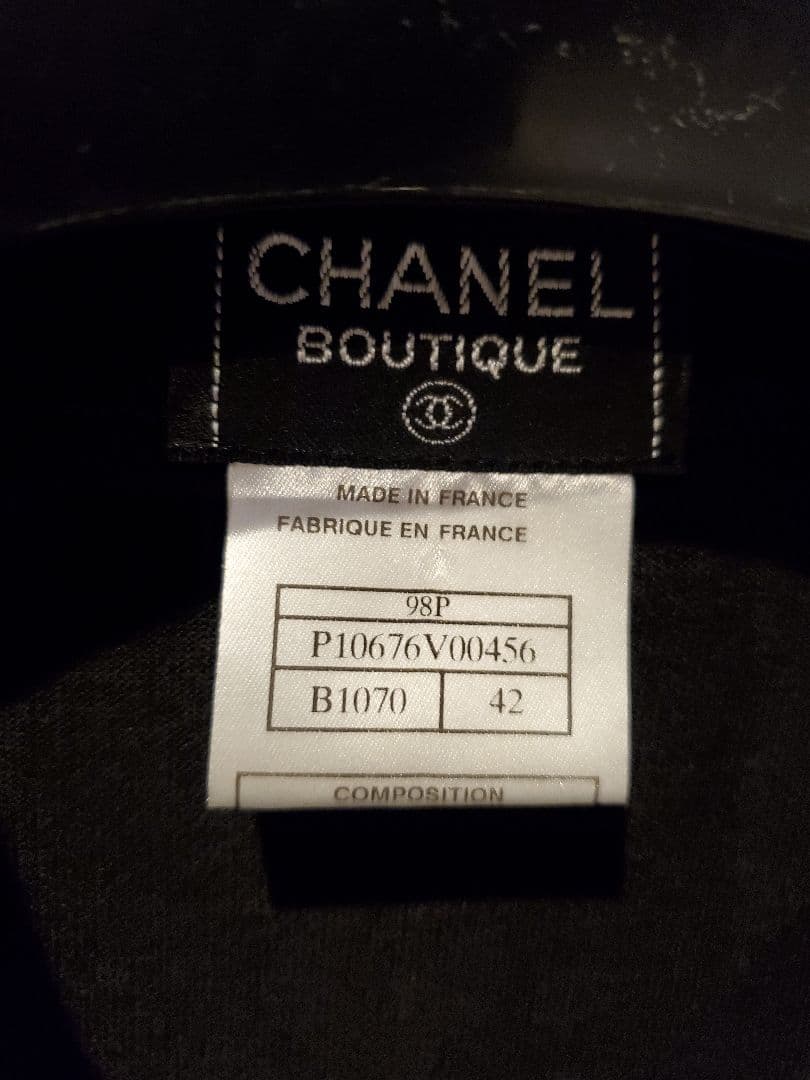 CHANEL
BOUTIQUE
MADE IN FRANCE
FABRIQUE EN FRANCE
98P
P10676V00456
B1070 42
COMPOSITION